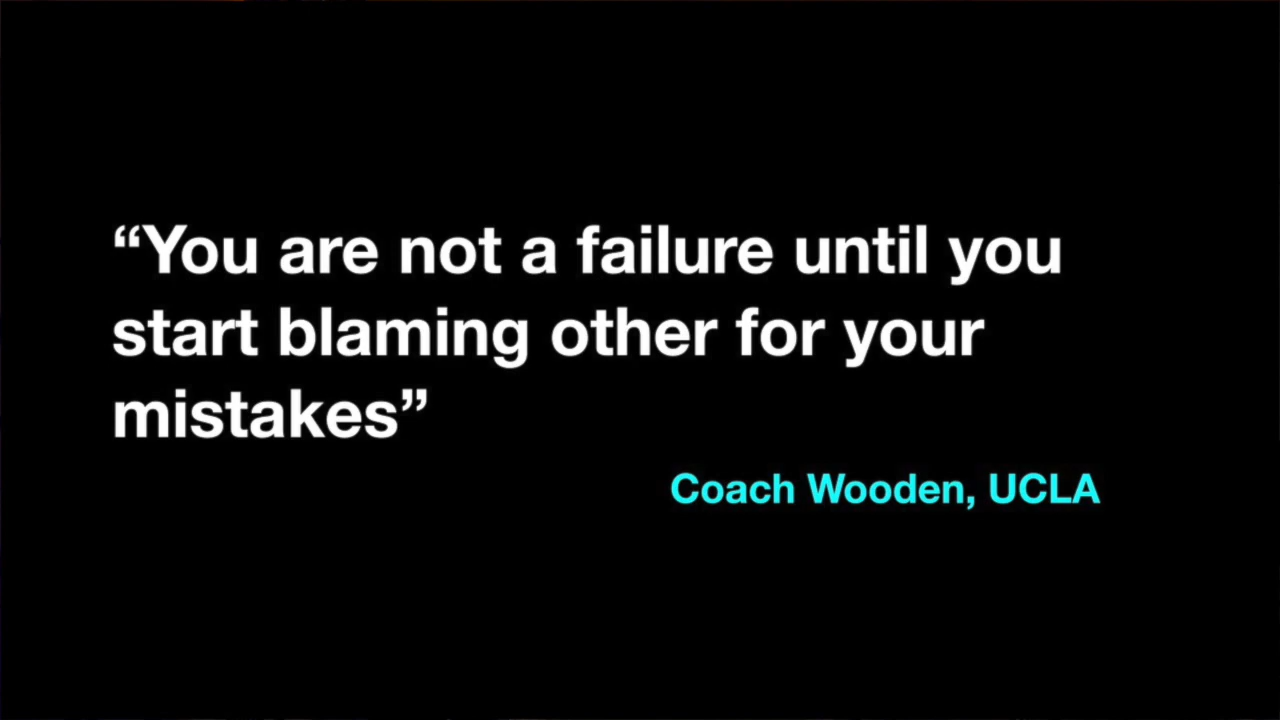 “You are not a failure until you
start blaming other for your
mistakes”
Coach Wooden, UCLA